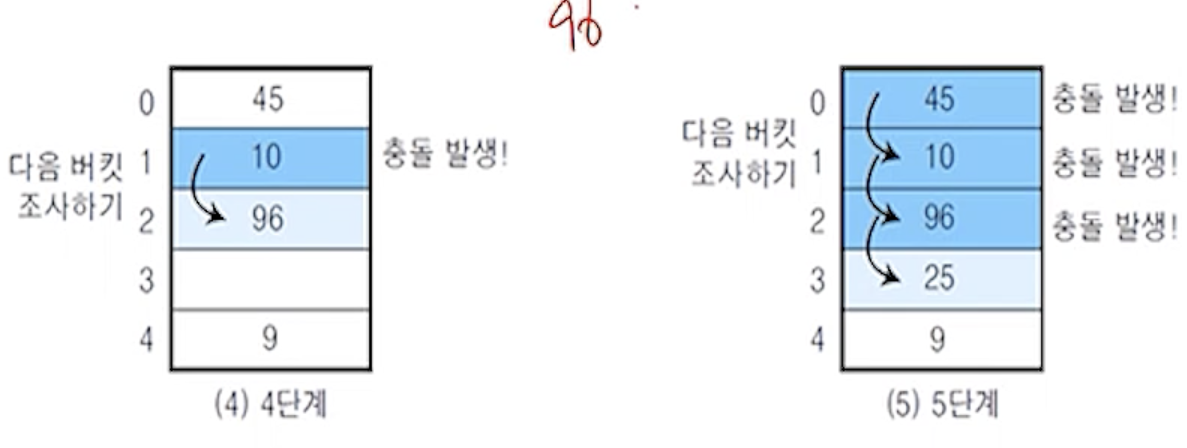 96
0 45
다음 버킷 조사하기
1 10 충돌 발생!
2 96
3
4 9
(4) 4단계
0 45 충돌 발생!
다음 버킷 조사하기
1 10 충돌 발생!
2 96 충돌 발생!
3 25
4 9
(5) 5단계